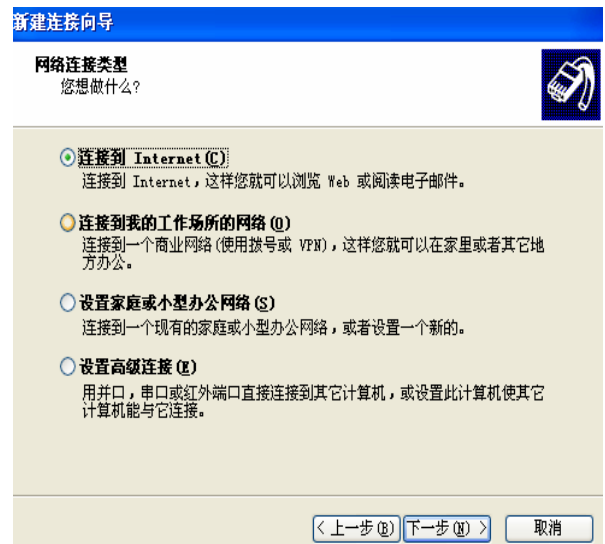 新建连接向导
网络连接类型
您想做什么?
连接到 Internet(C)
连接到 Internet，这样您就可以浏览 Web 或阅读电子邮件。
连接到我的工作场所的网络(O)
连接到一个商业网络(使用拨号或 VPN)，这样您就可以在家里或者其它地
方办公。
设置家庭或小型办公网络(S)
连接到一个现有的家庭或小型办公网络，或者设置一个新的。
设置高级连接(E)
用并口，串口或红外端口直接连接到其它计算机，或设置此计算机使其它
计算机能与它连接。
< 上一步(B) 下一步(N) > 取消